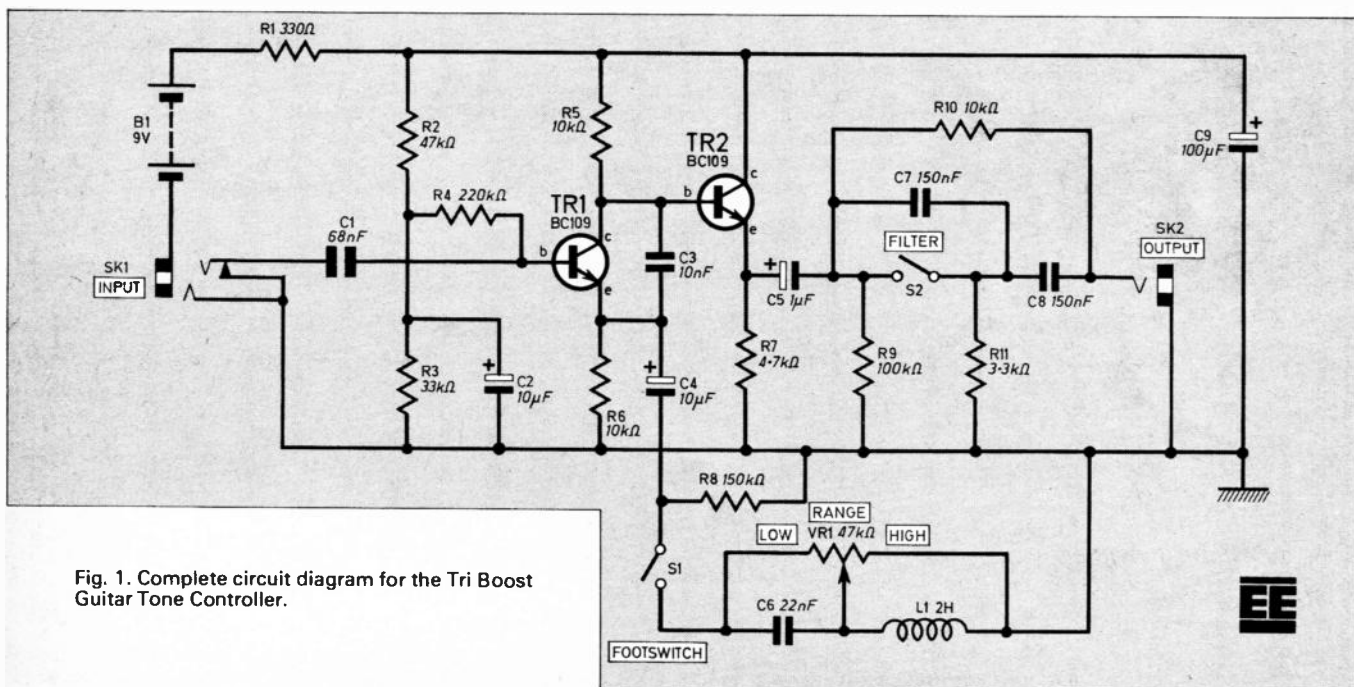 R1 330Ω
B1
9V
SK1
INPUT
C1
68nF
R2
47kΩ
R4 220kΩ
R3
33kΩ
C2
10µF
R5
10kΩ
TR1
BC109
b
c
e
R6
10kΩ
C3
10nF
C4
10µF
TR2
BC109
b
c
e
R7
4·7kΩ
C5 1µF
R10 10kΩ
C7 150nF
FILTER
S2
R9
100kΩ
R11
3·3kΩ
C8 150nF
SK2
OUTPUT
C9
100µF
R8 150kΩ
RANGE
LOW VR1 47kΩ HIGH
S1
C6 22nF
L1 2H
FOOTSWITCH
EE
Fig. 1. Complete circuit diagram for the Tri Boost
Guitar Tone Controller.